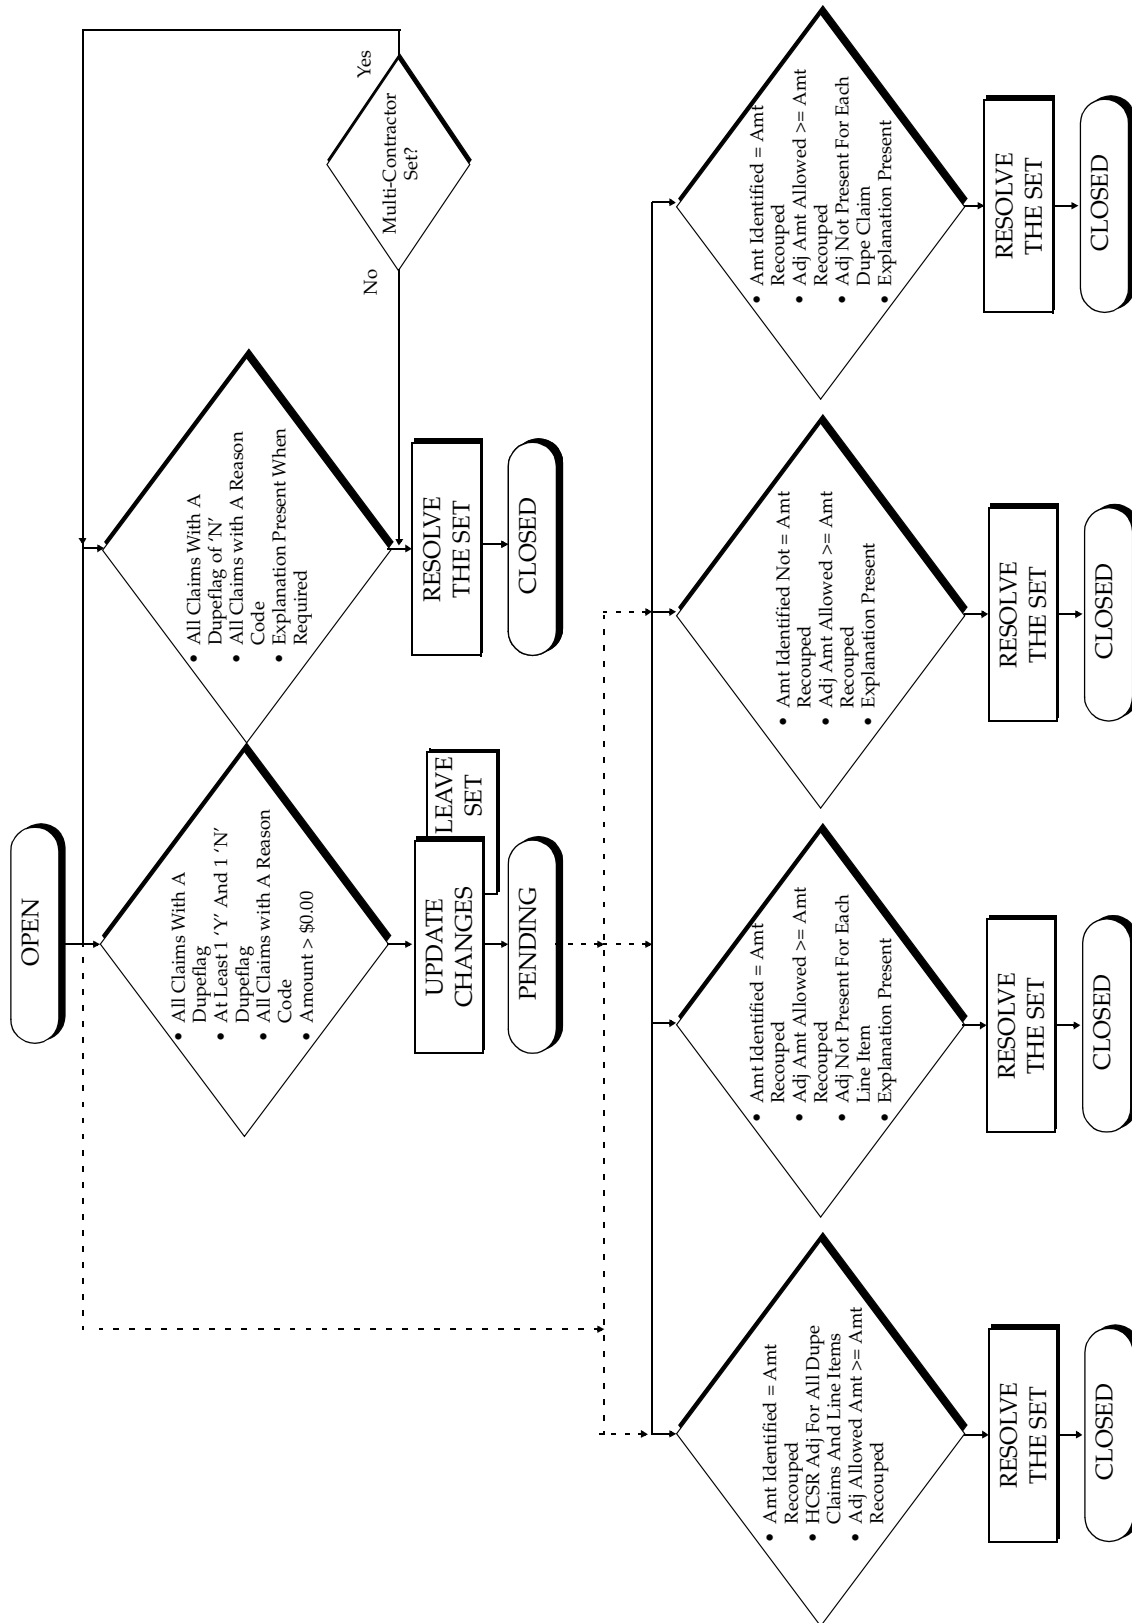 OPEN
• All Claims With A
Dupeflag
• At Least 1 'Y' And 1 'N'
Dupeflag
• All Claims with A Reason
Code
• Amount > $0.00
UPDATE
CHANGES
LEAVE
SET
PENDING
• All Claims With A
Dupeflag of 'N'
• All Claims with A Reason
Code
• Explanation Present When
Required
RESOLVE
THE SET
CLOSED
Multi-Contractor
Set?
Yes
No
• Amt Identified = Amt
Recouped
• HCSR Adj For All Dupe
Claims And Line Items
• Adj Allowed Amt >= Amt
Recouped
RESOLVE
THE SET
CLOSED
• Amt Identified = Amt
Recouped
• Adj Amt Allowed >= Amt
Recouped
• Adj Not Present For Each
Line Item
• Explanation Present
RESOLVE
THE SET
CLOSED
• Amt Identified Not = Amt
Recouped
• Adj Amt Allowed >= Amt
Recouped
• Explanation Present
RESOLVE
THE SET
CLOSED
• Amt Identified = Amt
Recouped
• Adj Amt Allowed >= Amt
Recouped
• Adj Not Present For Each
Dupe Claim
• Explanation Present
RESOLVE
THE SET
CLOSED